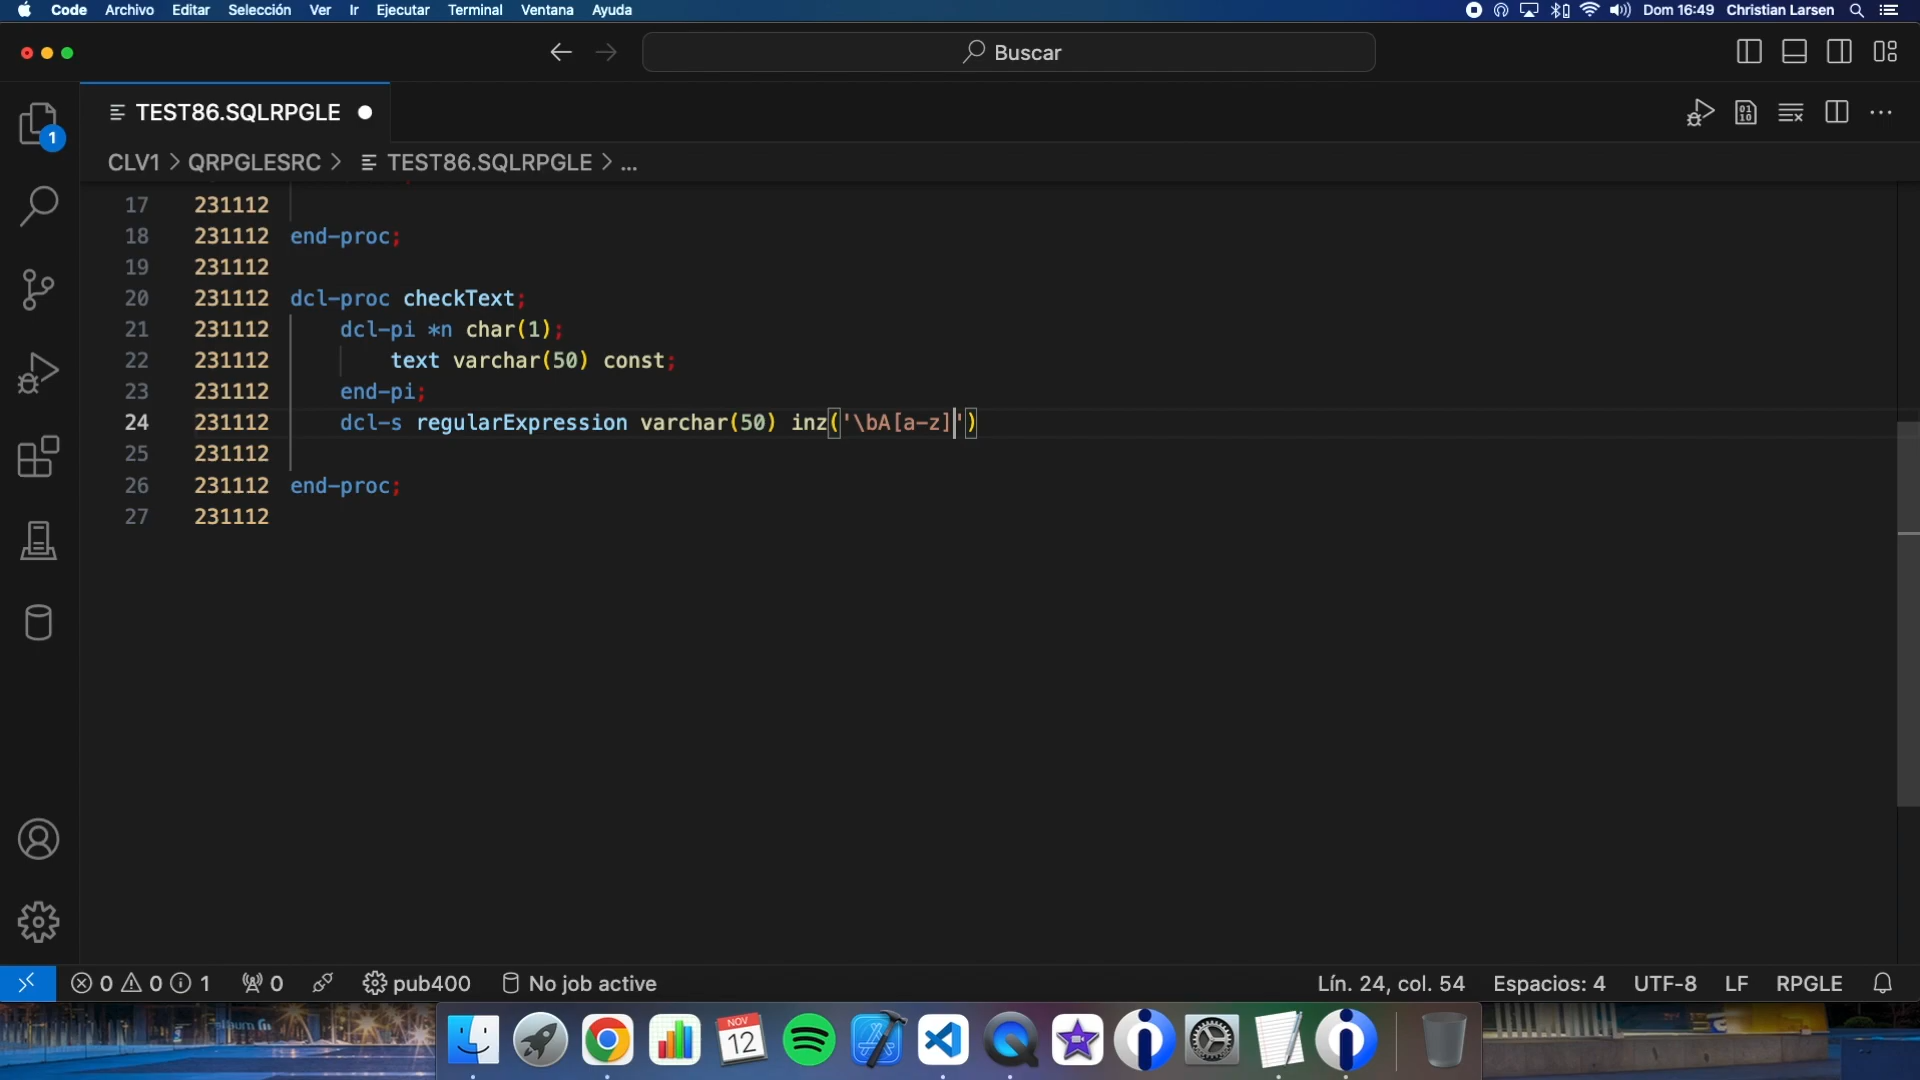 Code Archivo Editar Selección Ver Ir Ejecutar Terminal Ventana Ayuda Dom 16:49 Christian Larsen
Buscar
TEST86.SQLRPGLE
1
CLV1 > QRPGLESRC > TEST86.SQLRPGLE > ...
17 231112
18 231112 end-proc;
19 231112
20 231112 dcl-proc checkText;
21 231112 dcl-pi *n char(1);
22 231112 text varchar(50) const;
23 231112 end-pi;
24 231112 dcl-s regularExpression varchar(50) inz('\bA[a-z]')
25 231112
26 231112 end-proc;
27 231112
0 0 1 0 pub400 No job active Lín. 24, col. 54 Espacios: 4 UTF-8 LF RPGLE
NOV
12